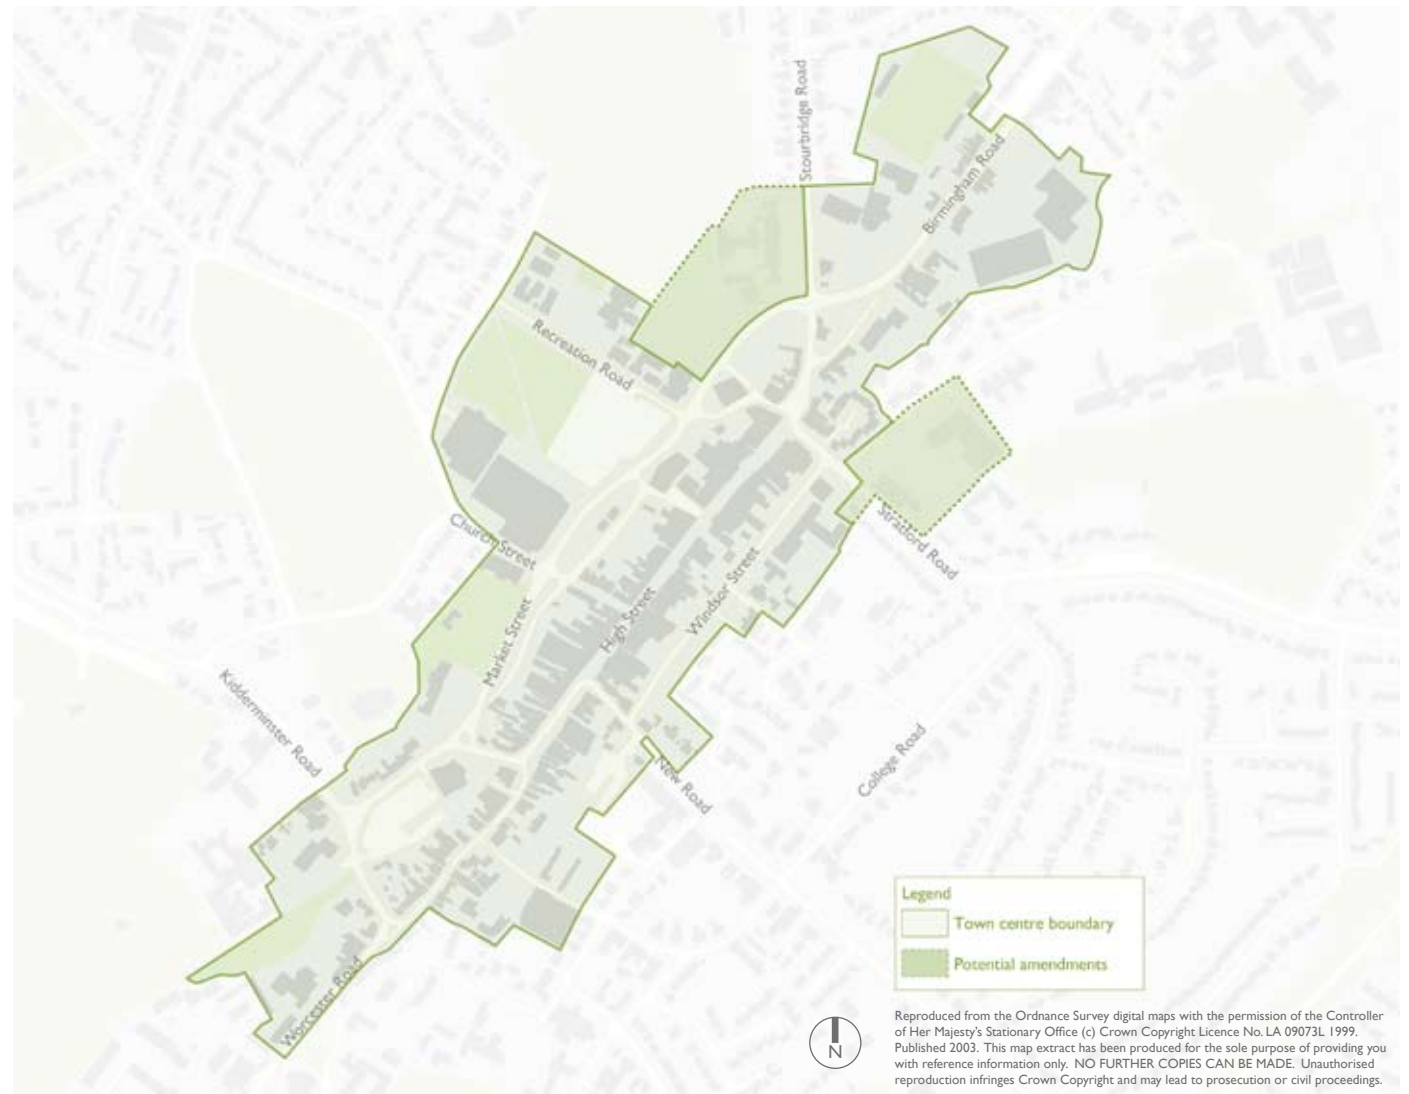 Stourbridge Road
Birmingham Road
Recreation Road
Church Street
Stratford Road
Market Street
High Street
Windsor Street
Kidderminster Road
New Road
College Road
Worcester Road
Legend
Town centre boundary
Potential amendments
N
Reproduced from the Ordnance Survey digital maps with the permission of the Controller
of Her Majesty's Stationary Office (c) Crown Copyright Licence No. LA 09073L 1999.
Published 2003. This map extract has been produced for the sole purpose of providing you
with reference information only. NO FURTHER COPIES CAN BE MADE. Unauthorised
reproduction infringes Crown Copyright and may lead to prosecution or civil proceedings.